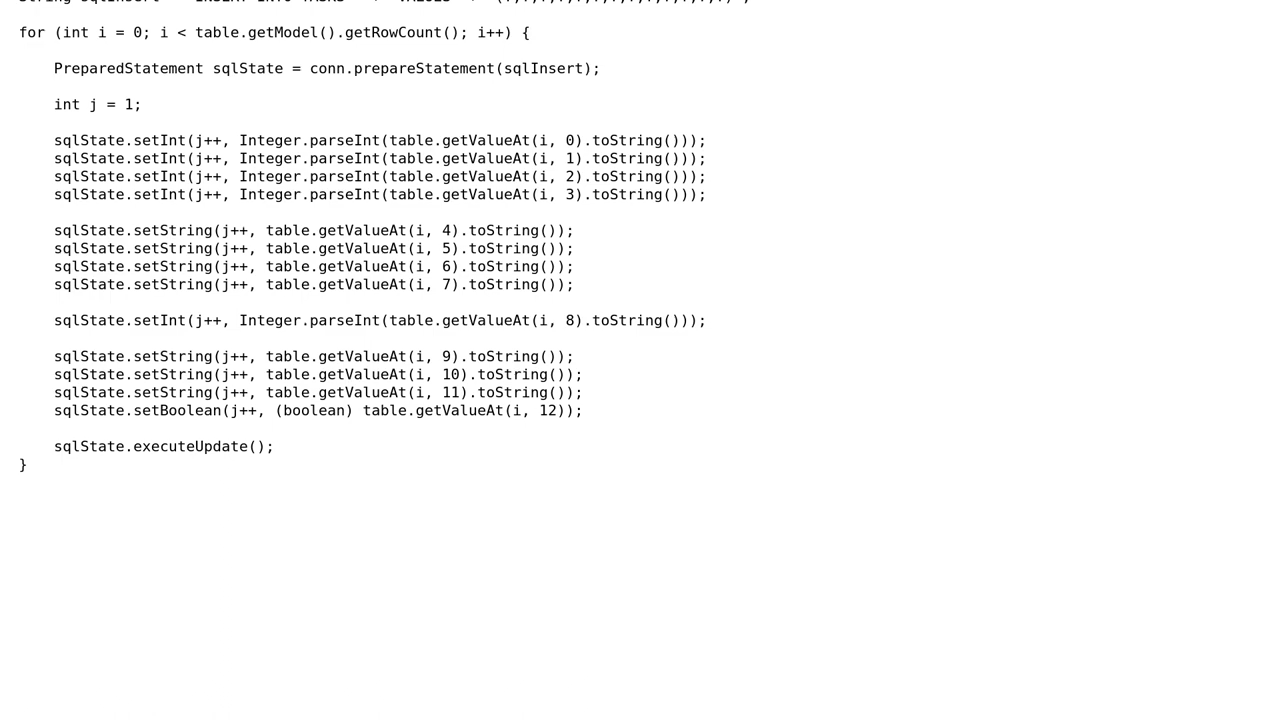 for (int i = 0; i < table.getModel().getRowCount(); i++) {
PreparedStatement sqlState = conn.prepareStatement(sqlInsert);
int j = 1;
sqlState.setInt(j++, Integer.parseInt(table.getValueAt(i, 0).toString()));
sqlState.setInt(j++, Integer.parseInt(table.getValueAt(i, 1).toString()));
sqlState.setInt(j++, Integer.parseInt(table.getValueAt(i, 2).toString()));
sqlState.setInt(j++, Integer.parseInt(table.getValueAt(i, 3).toString()));
sqlState.setString(j++, table.getValueAt(i, 4).toString());
sqlState.setString(j++, table.getValueAt(i, 5).toString());
sqlState.setString(j++, table.getValueAt(i, 6).toString());
sqlState.setString(j++, table.getValueAt(i, 7).toString());
sqlState.setInt(j++, Integer.parseInt(table.getValueAt(i, 8).toString()));
sqlState.setString(j++, table.getValueAt(i, 9).toString());
sqlState.setString(j++, table.getValueAt(i, 10).toString());
sqlState.setString(j++, table.getValueAt(i, 11).toString());
sqlState.setBoolean(j++, (boolean) table.getValueAt(i, 12));
sqlState.executeUpdate();
}